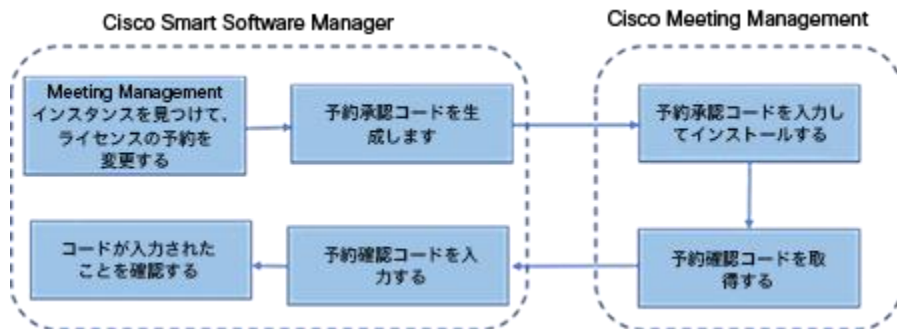 Cisco Smart Software Manager
Cisco Meeting Management
Meeting Management
インスタンスを見つけて、
ライセンスの予約を
変更する
予約承認コードを生
成します
予約承認コードを入力し
てインストールする
コードが入力された
ことを確認する
予約確認コードを入
力する
予約確認コードを取
得する